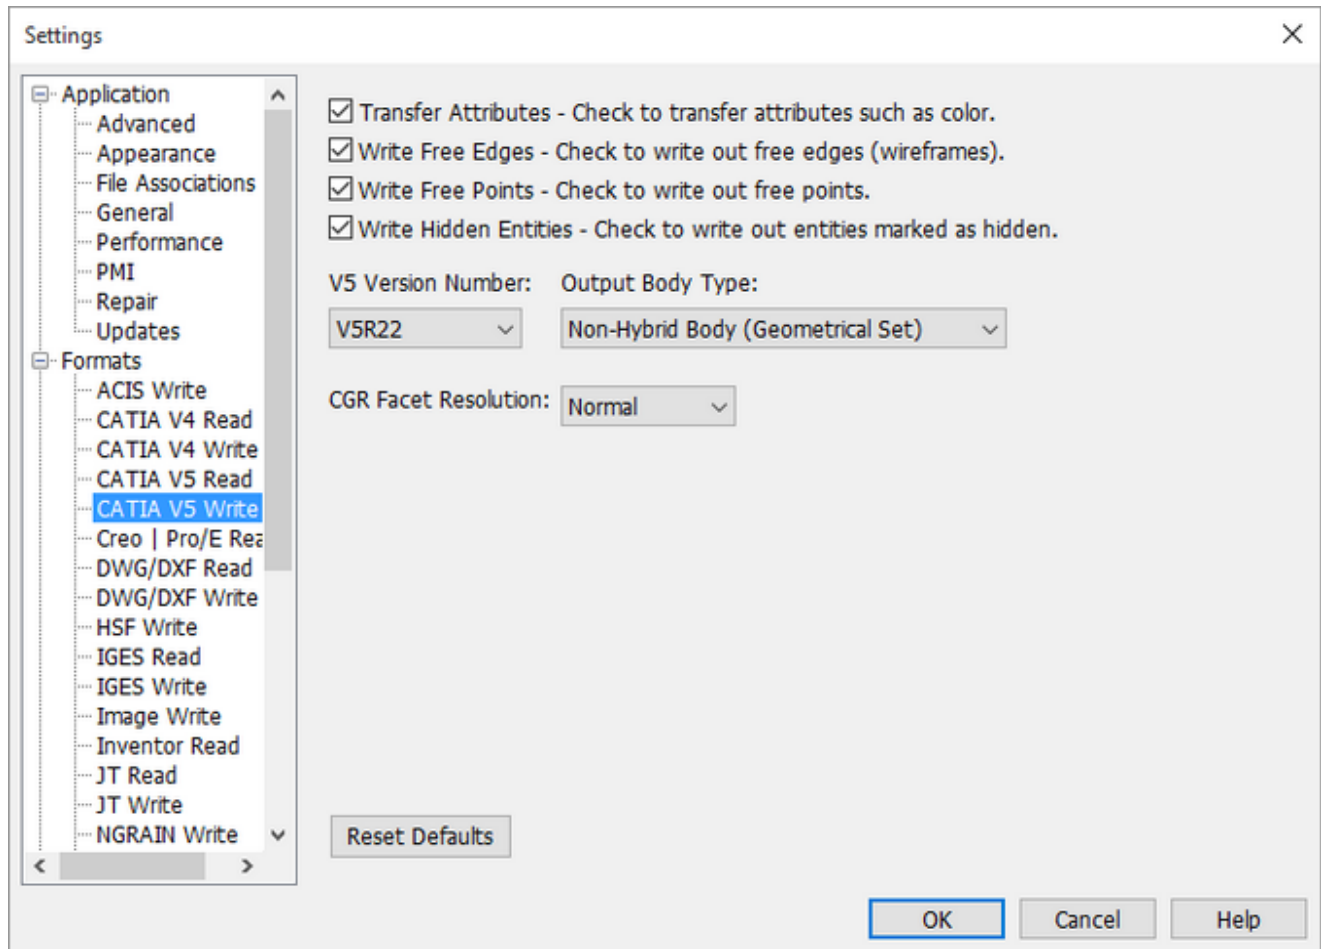 Settings
Application
Advanced
Appearance
File Associations
General
Performance
PMI
Repair
Updates
Formats
ACIS Write
CATIA V4 Read
CATIA V4 Write
CATIA V5 Read
CATIA V5 Write
Creo | Pro/E Rea
DWG/DXF Read
DWG/DXF Write
HSF Write
IGES Read
IGES Write
Image Write
Inventor Read
JT Read
JT Write
NGRAIN Write
Transfer Attributes - Check to transfer attributes such as color.
Write Free Edges - Check to write out free edges (wireframes).
Write Free Points - Check to write out free points.
Write Hidden Entities - Check to write out entities marked as hidden.
V5 Version Number: Output Body Type:
V5R22 Non-Hybrid Body (Geometrical Set)
CGR Facet Resolution: Normal
Reset Defaults
OK Cancel Help